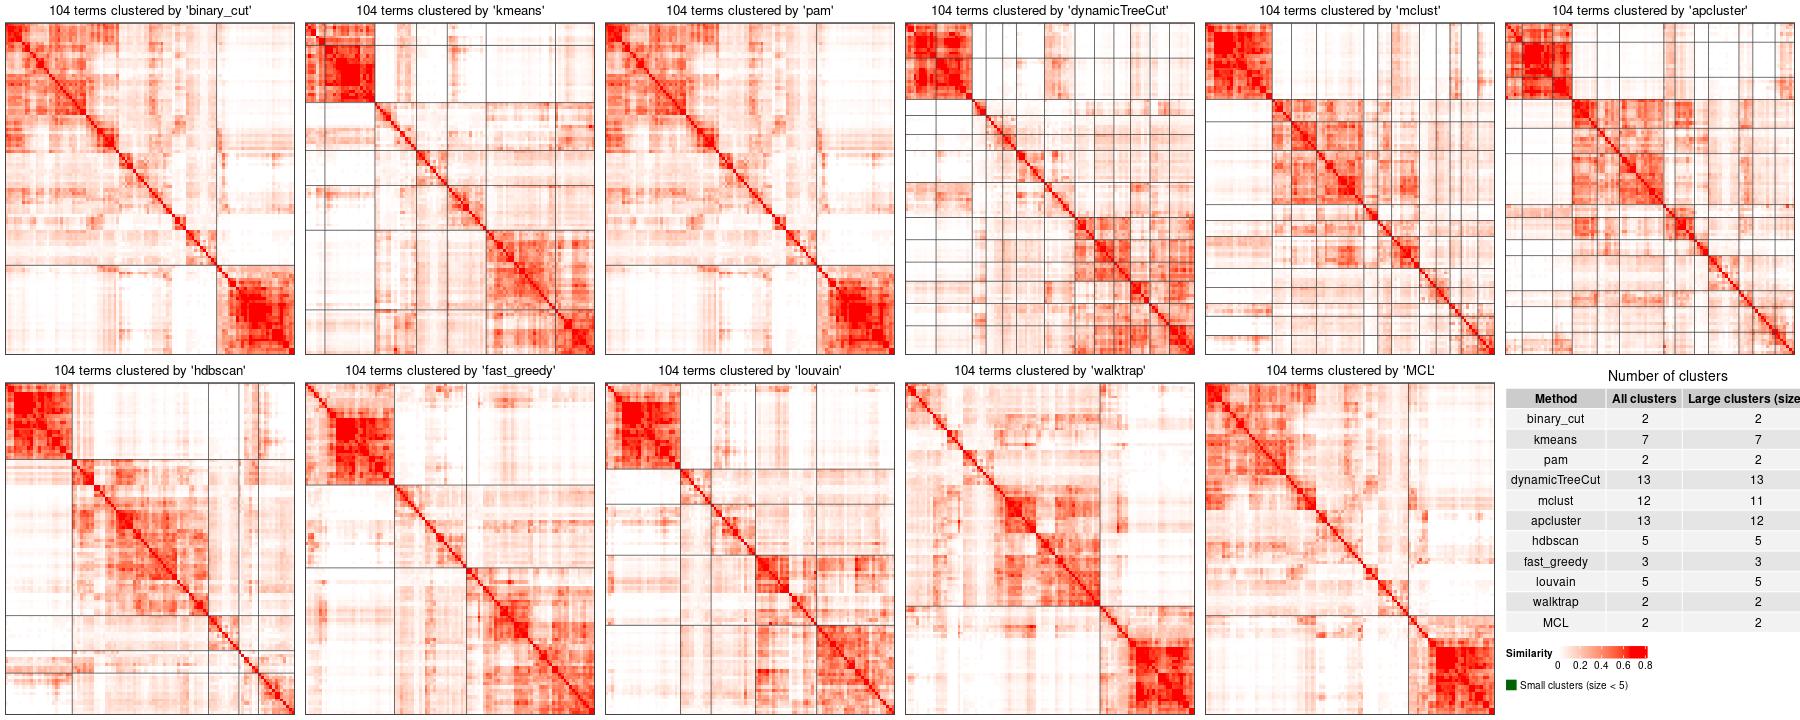 104 terms clustered by 'binary_cut'
104 terms clustered by 'kmeans'
104 terms clustered by 'pam'
104 terms clustered by 'dynamicTreeCut'
104 terms clustered by 'mclust'
104 terms clustered by 'apcluster'
104 terms clustered by 'hdbscan'
104 terms clustered by 'fast_greedy'
104 terms clustered by 'louvain'
104 terms clustered by 'walktrap'
104 terms clustered by 'MCL'
Number of clusters
Method All clusters Large clusters (size
binary_cut 2 2
kmeans 7 7
pam 2 2
dynamicTreeCut 13 13
mclust 12 11
apcluster 13 12
hdbscan 5 5
fast_greedy 3 3
louvain 5 5
walktrap 2 2
MCL 2 2
Similarity
0 0.2 0.4 0.6 0.8
Small clusters (size < 5)